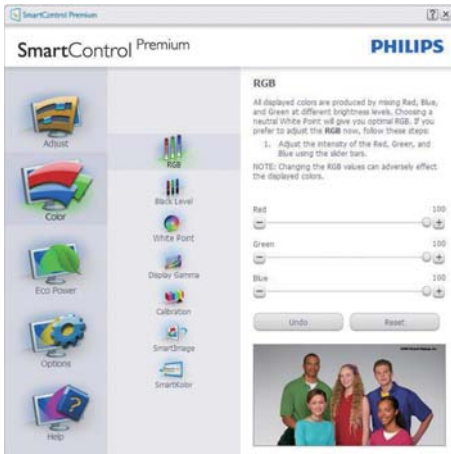 SmartControl Premium
SmartControl Premium
PHILIPS
Adjust
Color
Eco Power
Options
Help
RGB
Black Level
White Point
Display Gamma
Calibration
SmartImage
SmartKolor
RGB
All displayed colors are produced by mixing Red, Blue,
and Green at different brightness levels. Choosing a
neutral White Point will give you optimal RGB. If you
prefer to adjust the RGB now, follow these steps:
1. Adjust the intensity of the Red, Green, and
Blue using the slider bars.
NOTE: Changing the RGB values can adversely effect
the displayed colors.
Red 100
Green 100
Blue 100
Undo Reset